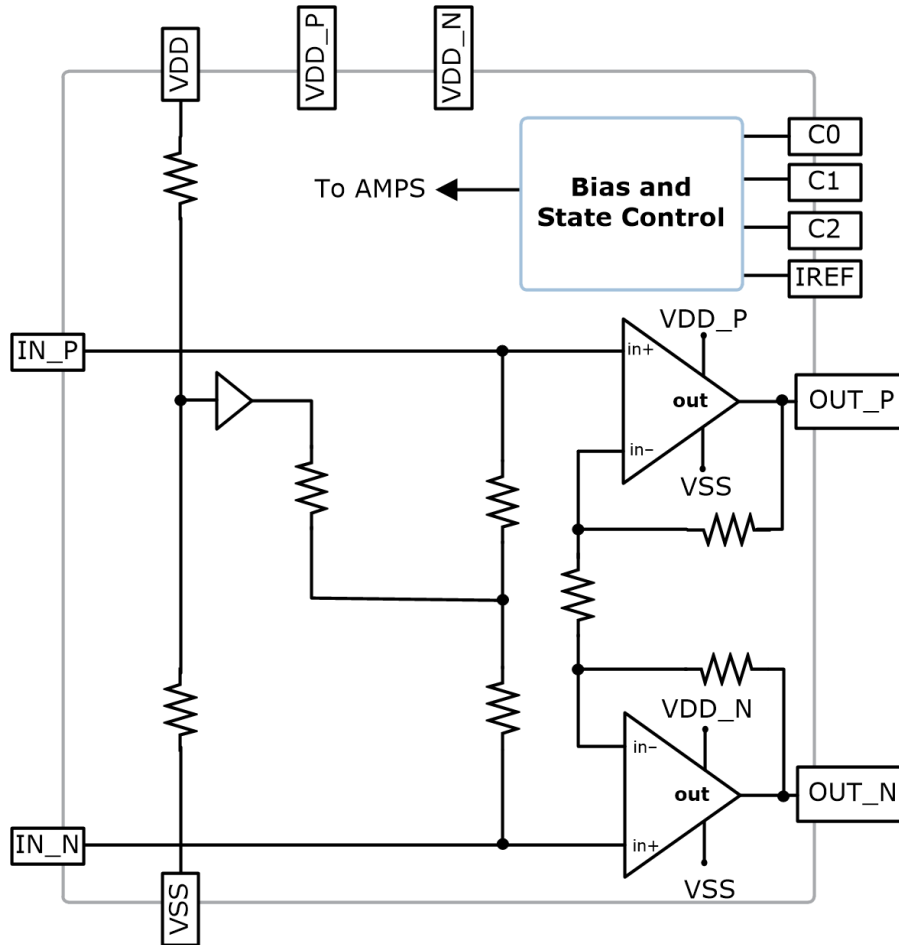 VDD
VDD_P
VDD_N
C0
To AMPS
Bias and
State Control
C1
C2
IREF
VDD_P
IN_P
in+
out
OUT_P
in−
VSS
VDD_N
in−
out
OUT_N
IN_N
in+
VSS
VSS